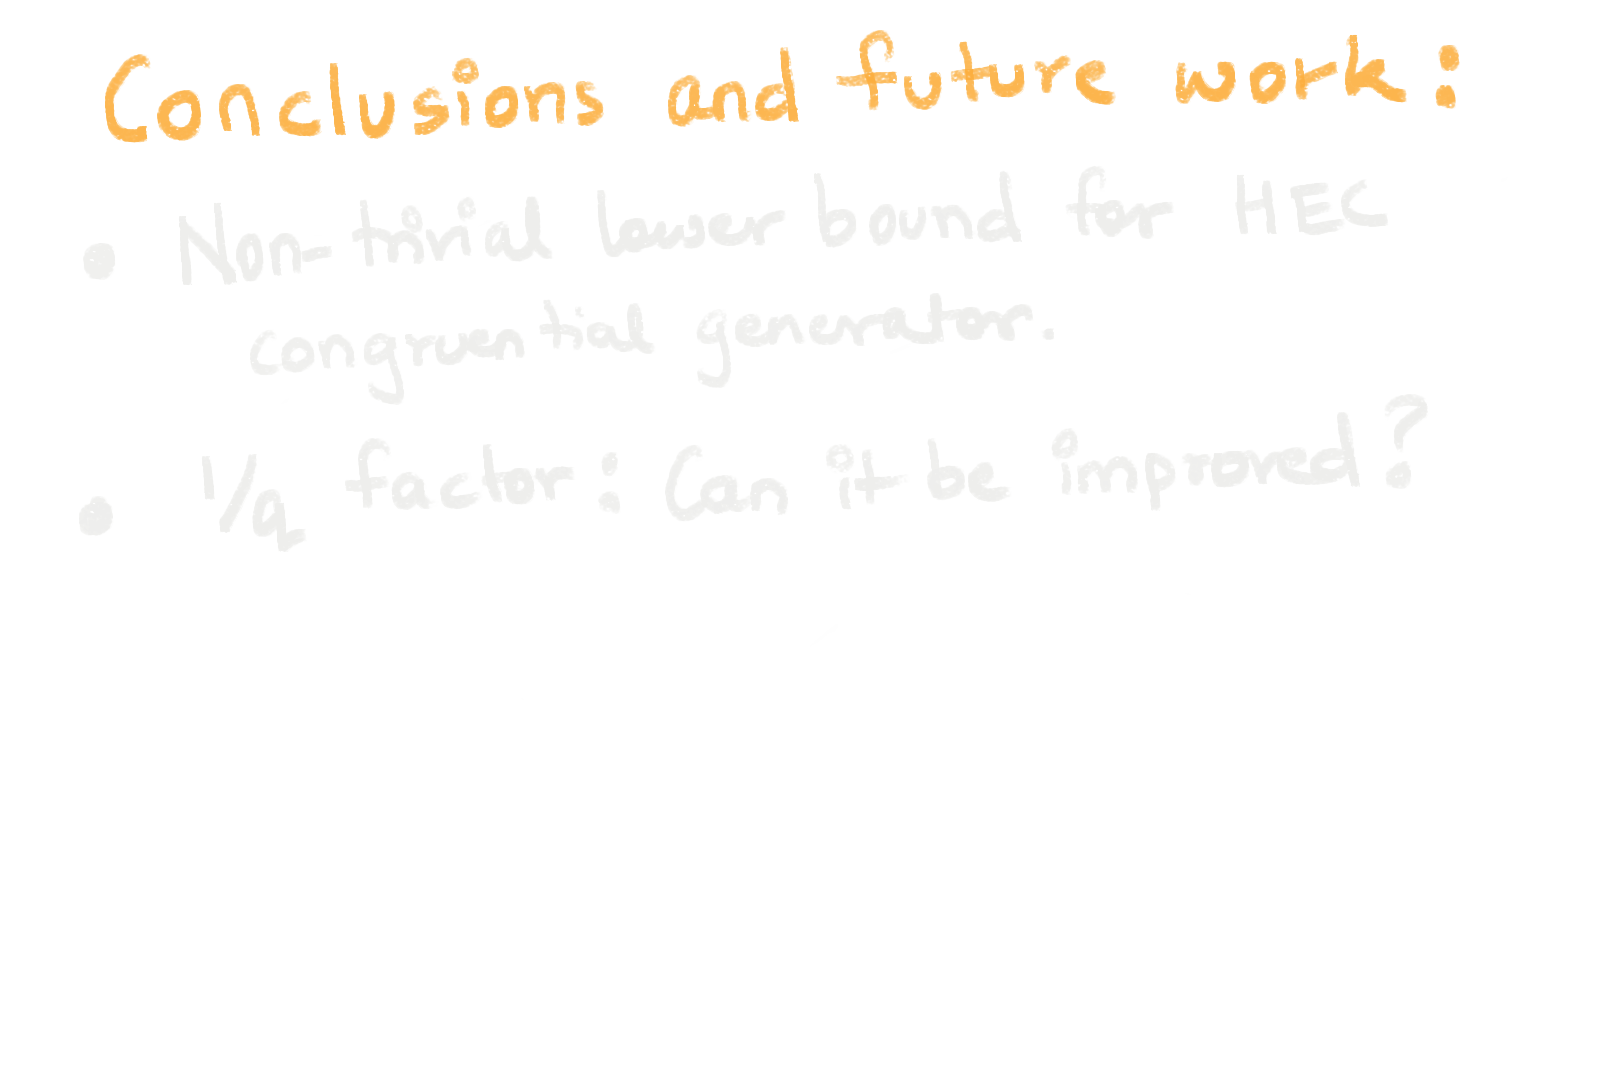 Conclusions and future work:
• Non-trivial lower bound for HEC
congruential generator.
• 1/q factor: Can it be improved?